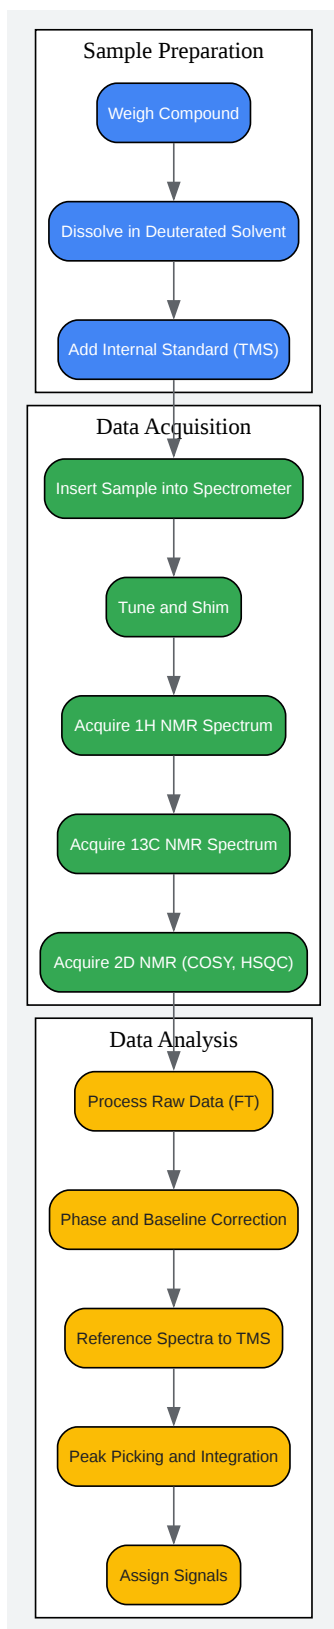 Sample Preparation
Weigh Compound
Dissolve in Deuterated Solvent
Add Internal Standard (TMS)
Data Acquisition
Insert Sample into Spectrometer
Tune and Shim
Acquire 1H NMR Spectrum
Acquire 13C NMR Spectrum
Acquire 2D NMR (COSY, HSQC)
Data Analysis
Process Raw Data (FT)
Phase and Baseline Correction
Reference Spectra to TMS
Peak Picking and Integration
Assign Signals